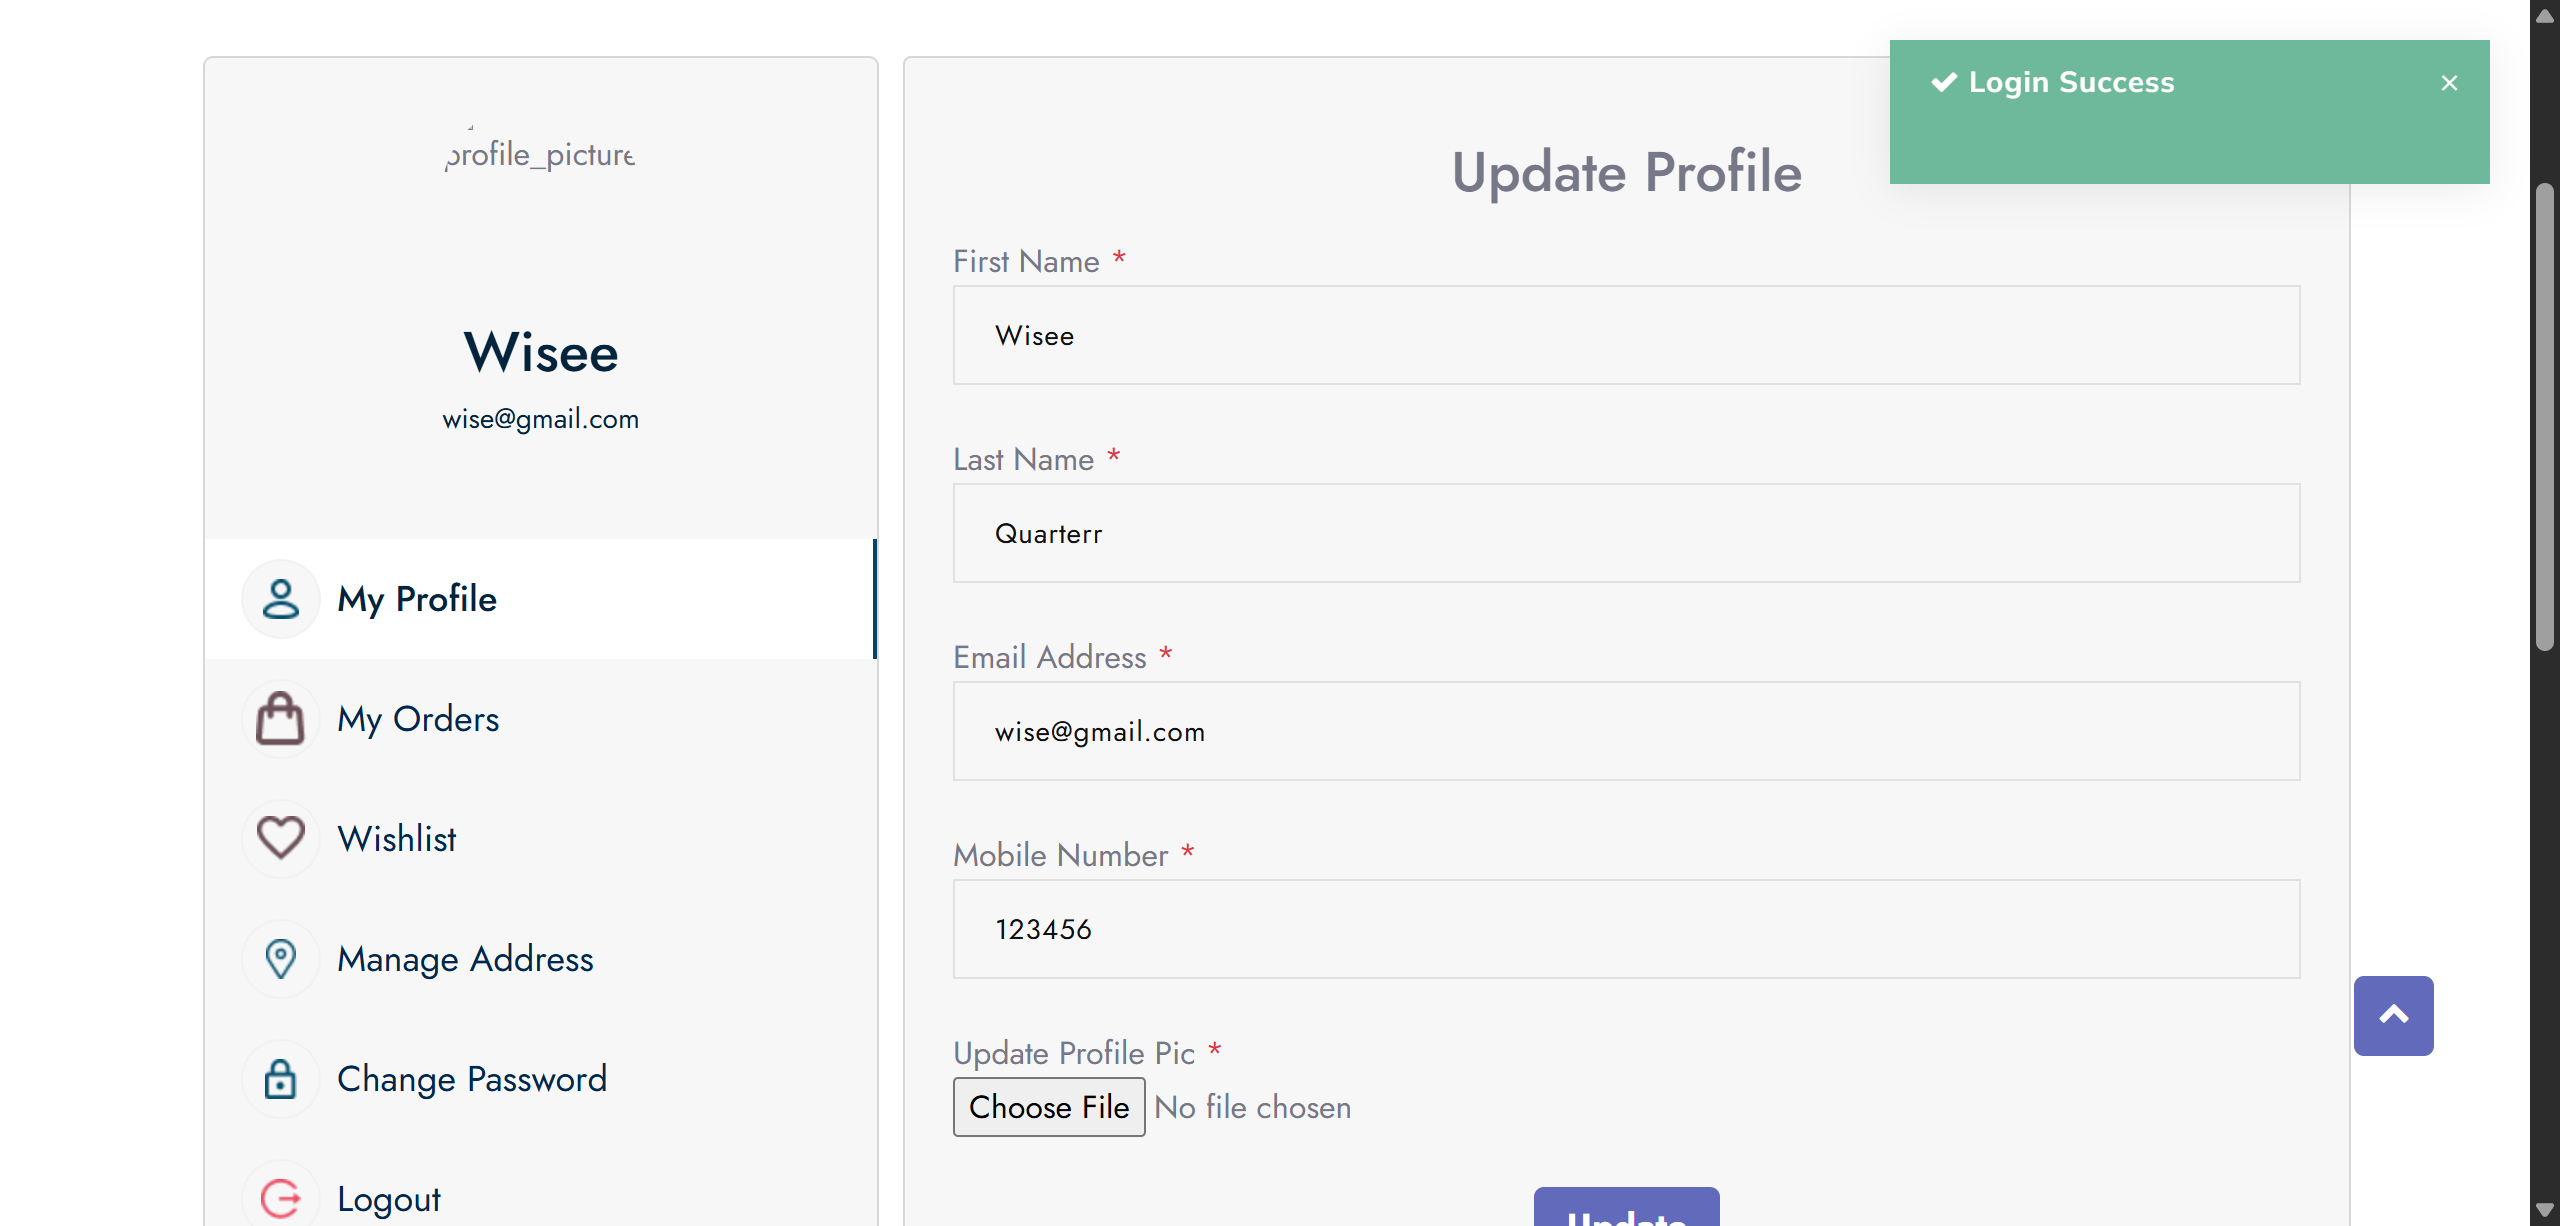 profile_picture
Wisee
wise@gmail.com
My Profile
My Orders
Wishlist
Manage Address
Change Password
Logout
Login Success
×
Update Profile
First Name *
Wisee
Last Name *
Quarterr
Email Address *
wise@gmail.com
Mobile Number *
123456
Update Profile Pic *
Choose File No file chosen
Update